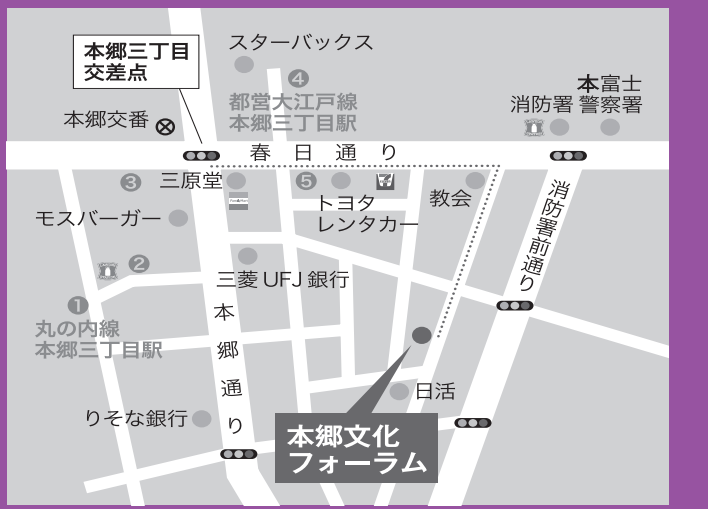 スターバックス
本郷三丁目
交差点
④
都営大江戸線
本郷三丁目駅
本富士
警察署
消防署
本郷交番
春日通り
③
三原堂
⑤
トヨタ
レンタカー
教会
消防署前通り
モスバーガー
②
三菱UFJ銀行
①
丸の内線
本郷三丁目駅
本郷通り
日活
りそな銀行
本郷文化
フォーラム